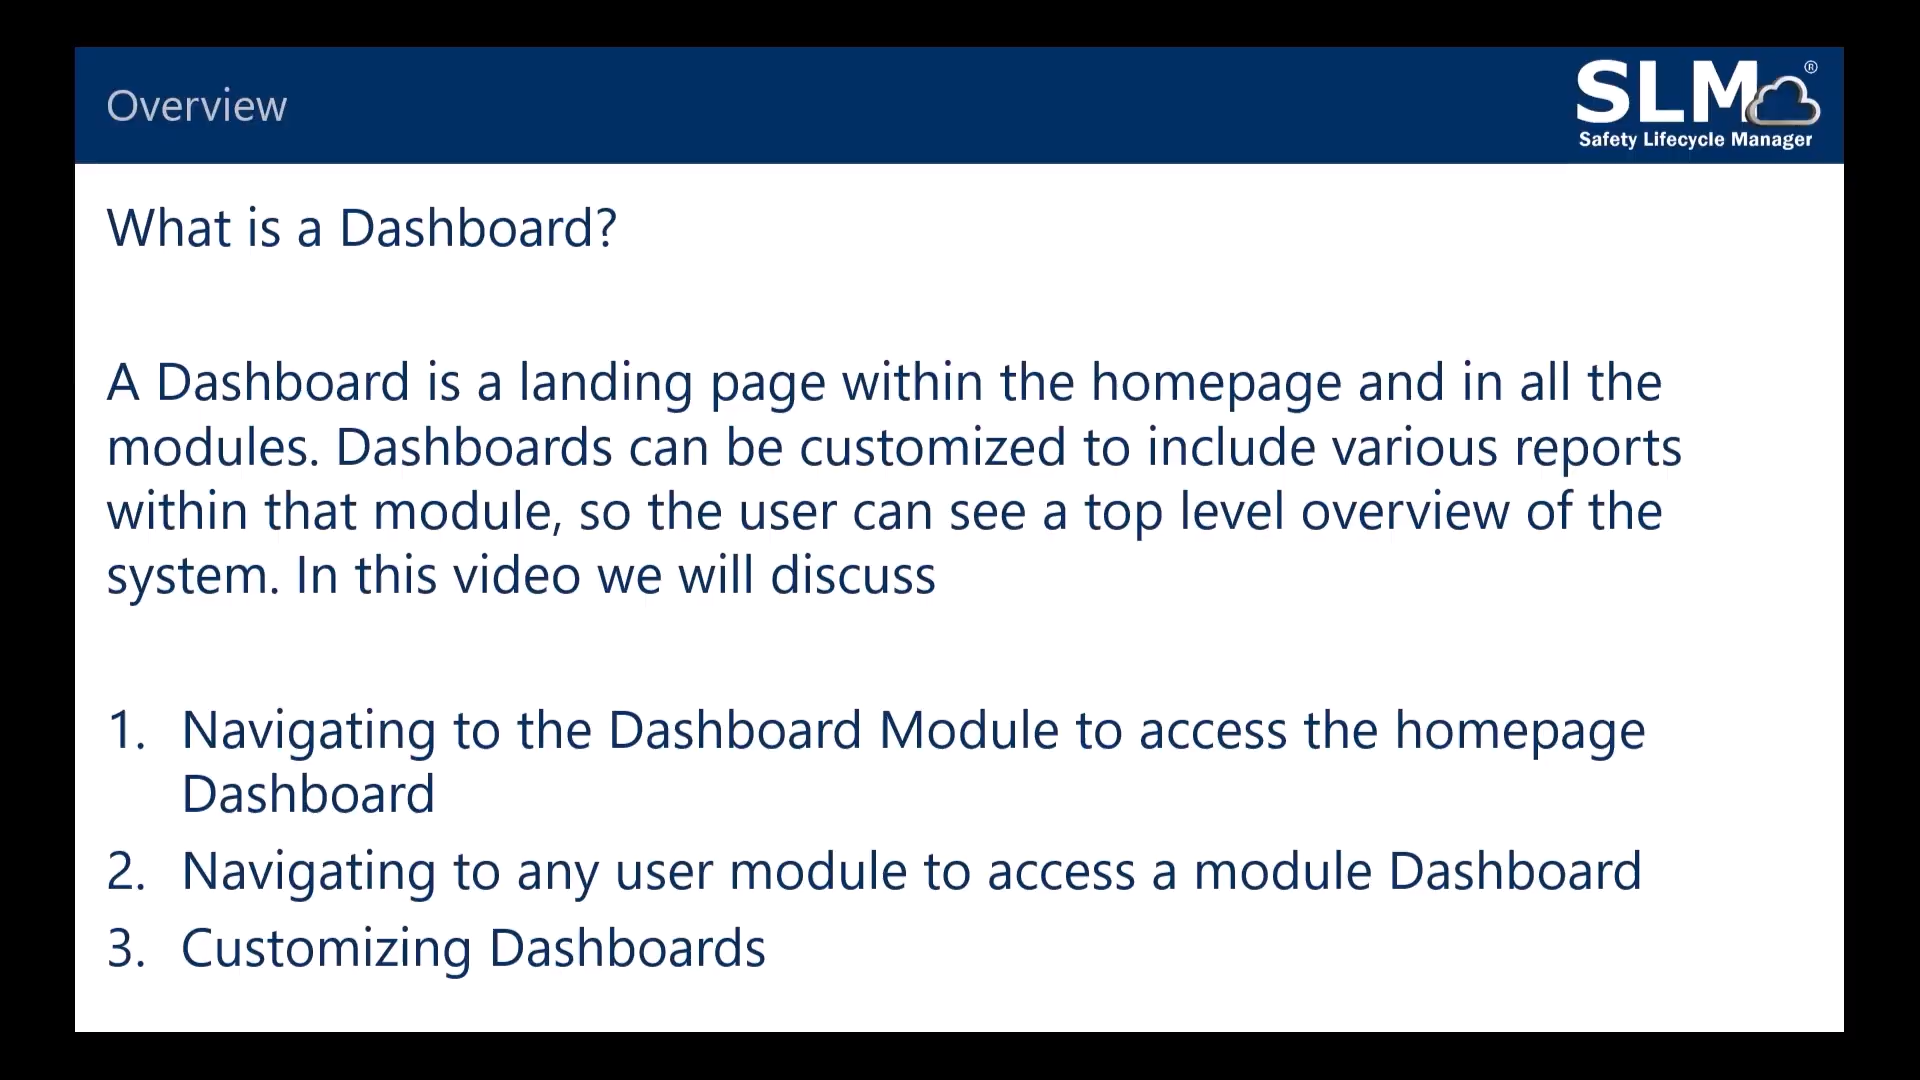 Overview
SLM®
Safety Lifecycle Manager
What is a Dashboard?
A Dashboard is a landing page within the homepage and in all the
modules. Dashboards can be customized to include various reports
within that module, so the user can see a top level overview of the
system. In this video we will discuss
1. Navigating to the Dashboard Module to access the homepage
Dashboard
2. Navigating to any user module to access a module Dashboard
3. Customizing Dashboards